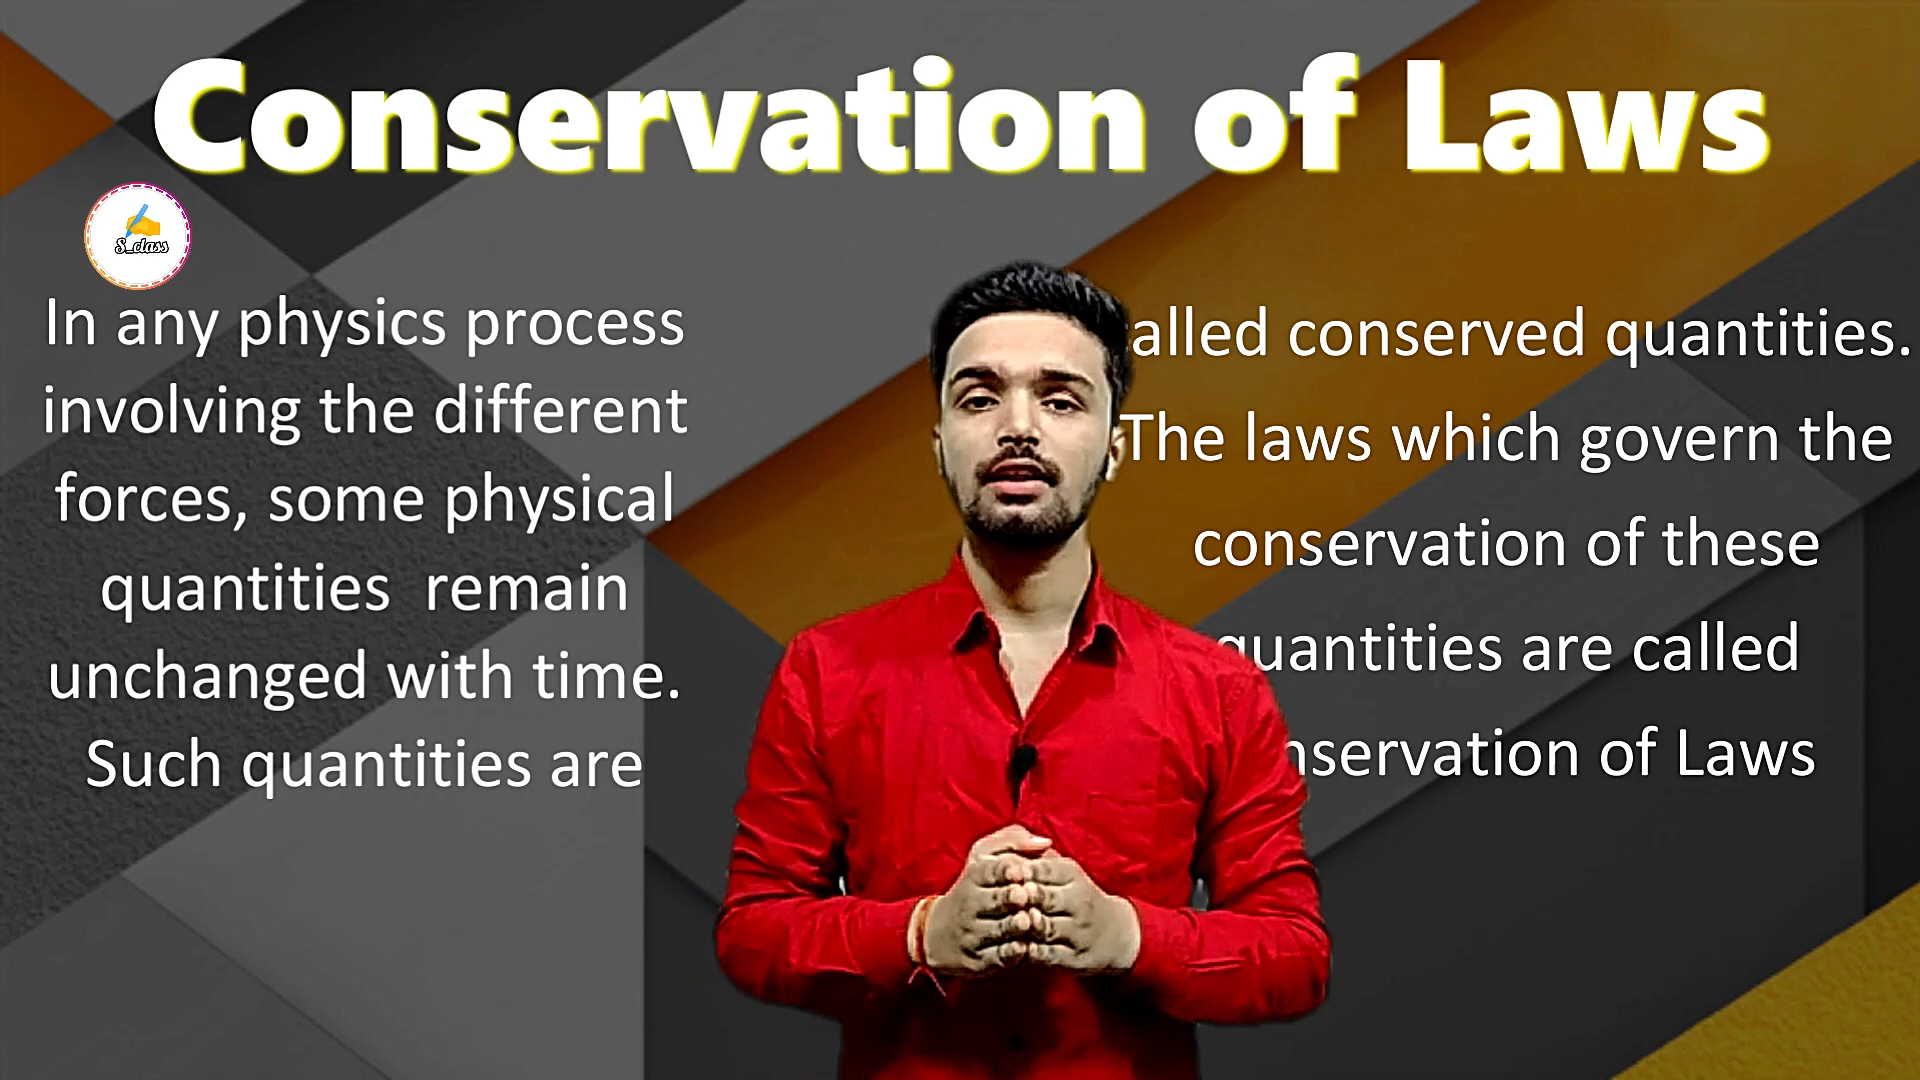 Conservation of Laws
S_class
In any physics process
involving the different
forces, some physical
quantities remain
unchanged with time.
Such quantities are
alled conserved quantities.
The laws which govern the
conservation of these
quantities are called
nservation of Laws